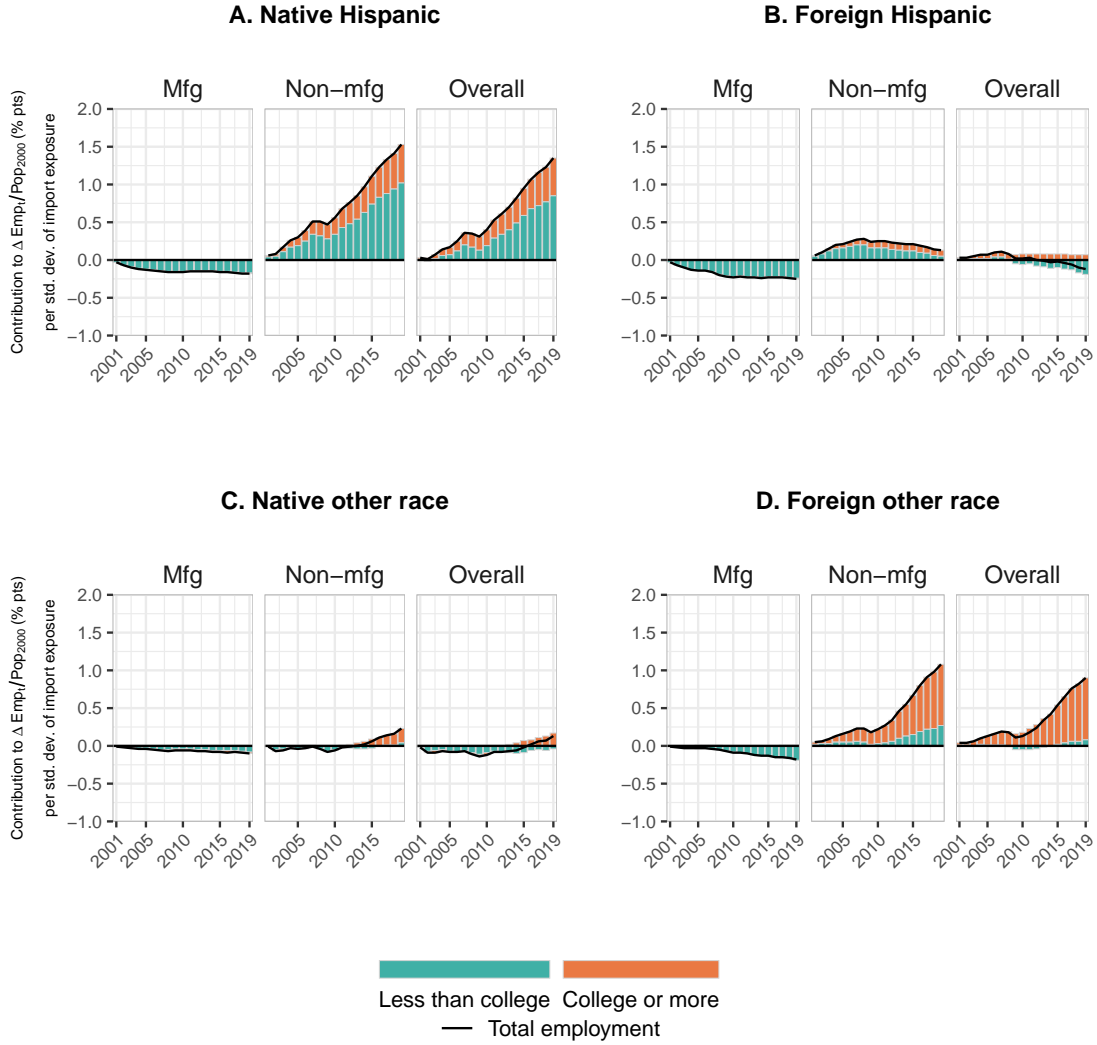 A. Native Hispanic
B. Foreign Hispanic
Mfg Non−mfg Overall
Mfg Non−mfg Overall
Contribution to Δ Empₜ/Pop₂₀₀₀ (% pts)
per std. dev. of import exposure
2.0
1.5
1.0
0.5
0.0
−0.5
−1.0
2001 2005 2010 2015 2019
2005 2010 2015
2001 2005 2010 2015 2019
2.0
1.5
1.0
0.5
0.0
−0.5
−1.0
2001 2005 2010 2015 2019
2005 2010 2015
2001 2005 2010 2015 2019
C. Native other race
D. Foreign other race
Mfg Non−mfg Overall
Mfg Non−mfg Overall
Contribution to Δ Empₜ/Pop₂₀₀₀ (% pts)
per std. dev. of import exposure
2.0
1.5
1.0
0.5
0.0
−0.5
−1.0
2001 2005 2010 2015 2019
2005 2010 2015
2001 2005 2010 2015 2019
2.0
1.5
1.0
0.5
0.0
−0.5
−1.0
2001 2005 2010 2015 2019
2005 2010 2015
2001 2005 2010 2015 2019
Less than college College or more
Total employment